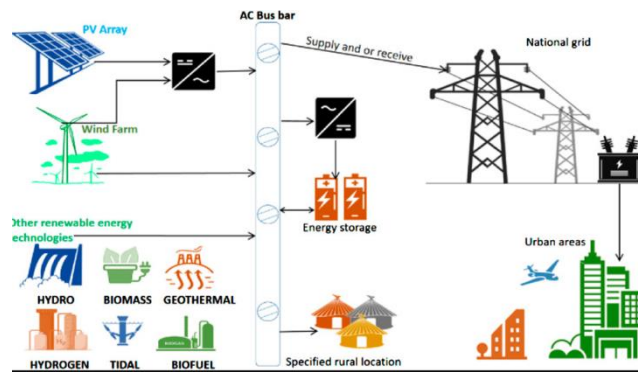 AC Bus bar
PV Array
Supply and or receive
National grid
Wind Farm
Energy storage
Other renewable energy
technologies
Urban areas
HYDRO
BIOMASS
GEOTHERMAL
H₂
HYDROGEN
TIDAL
BIOFUEL
Specified rural location